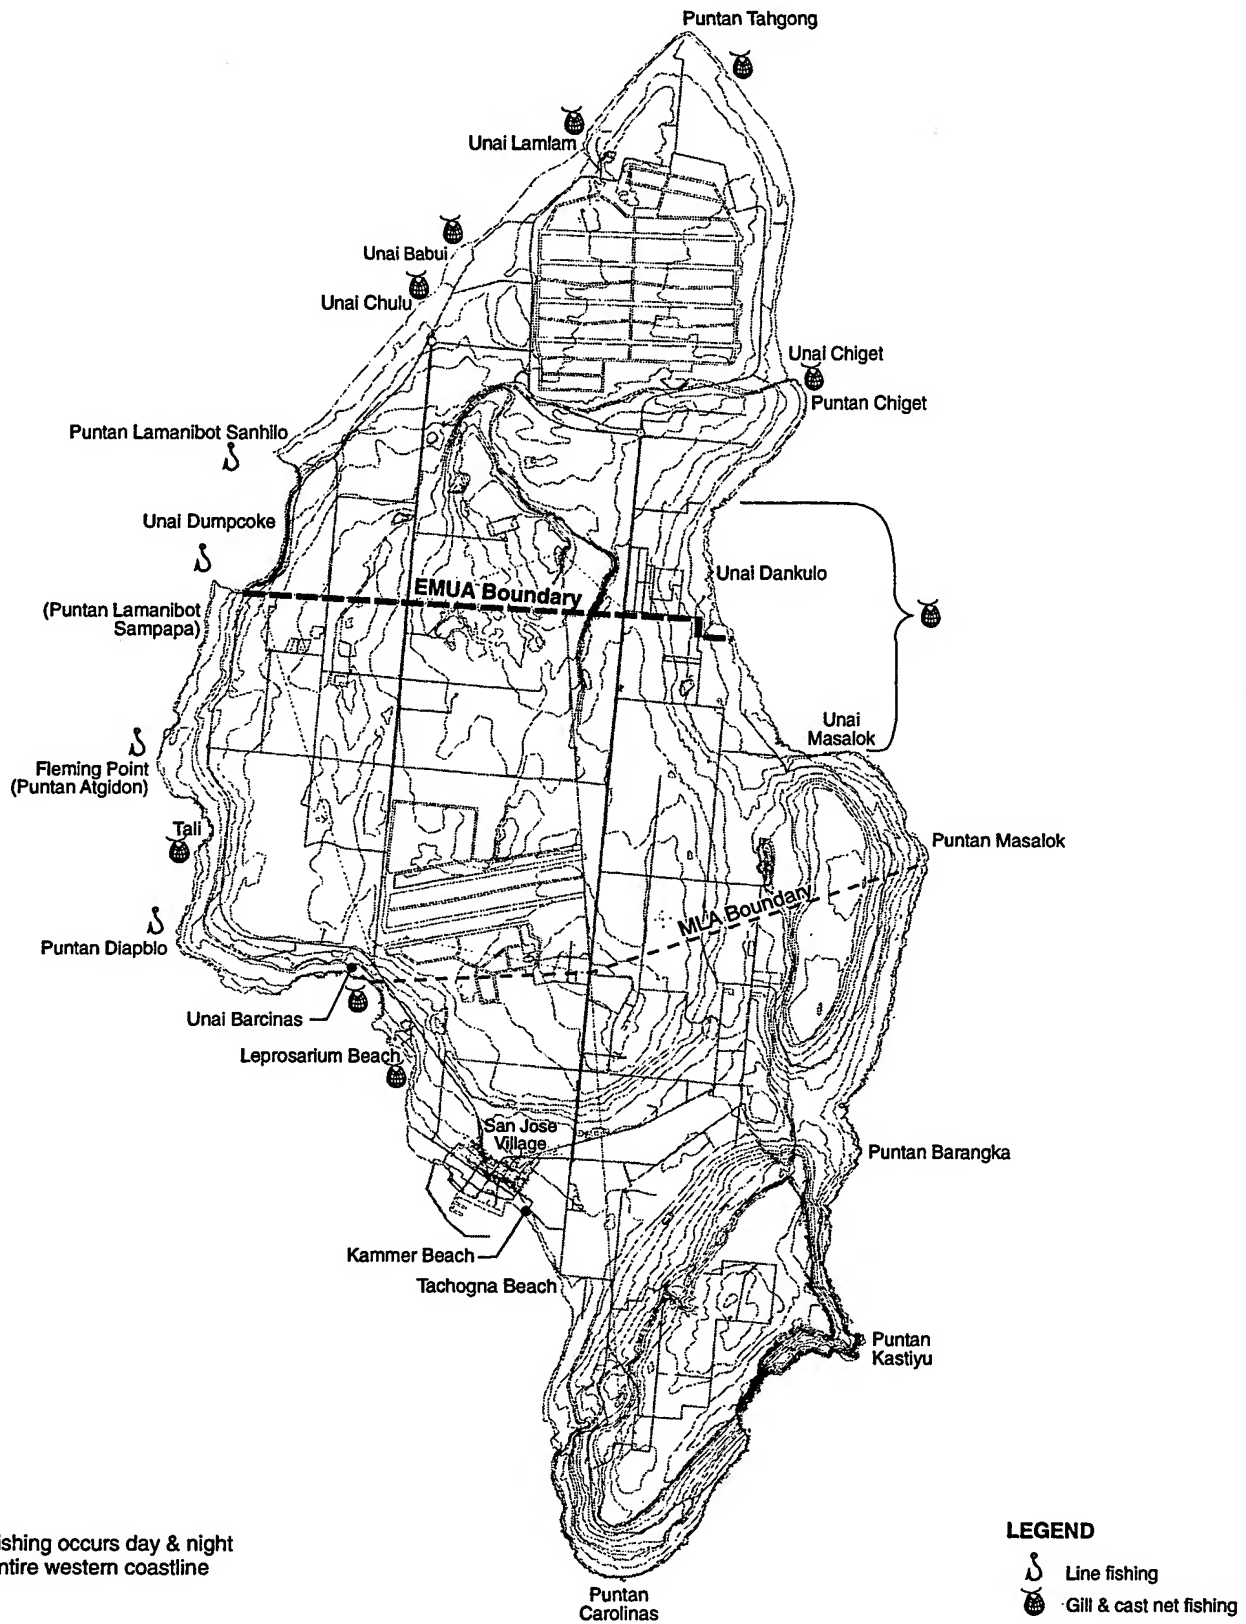 Puntan Tahgong
Unai Lamlam
Unai Babui
Unai Chulu
Unai Chiget
Puntan Chiget
Puntan Lamanibot Sanhilo
Unai Dumpcoke
EMUA Boundary
Unai Dankulo
(Puntan Lamanibot
Sampapa)
Unai
Masalok
Fleming Point
(Puntan Atgidon)
Tali
Puntan Masalok
MLA Boundary
Puntan Diapblo
Unai Barcinas
Leprosarium Beach
San Jose
Village
Puntan Barangka
Kammer Beach
Tachogna Beach
Puntan
Kastiyu
ishing occurs day & night
ntire western coastline
Puntan
Carolinas
LEGEND
Line fishing
Gill & cast net fishing